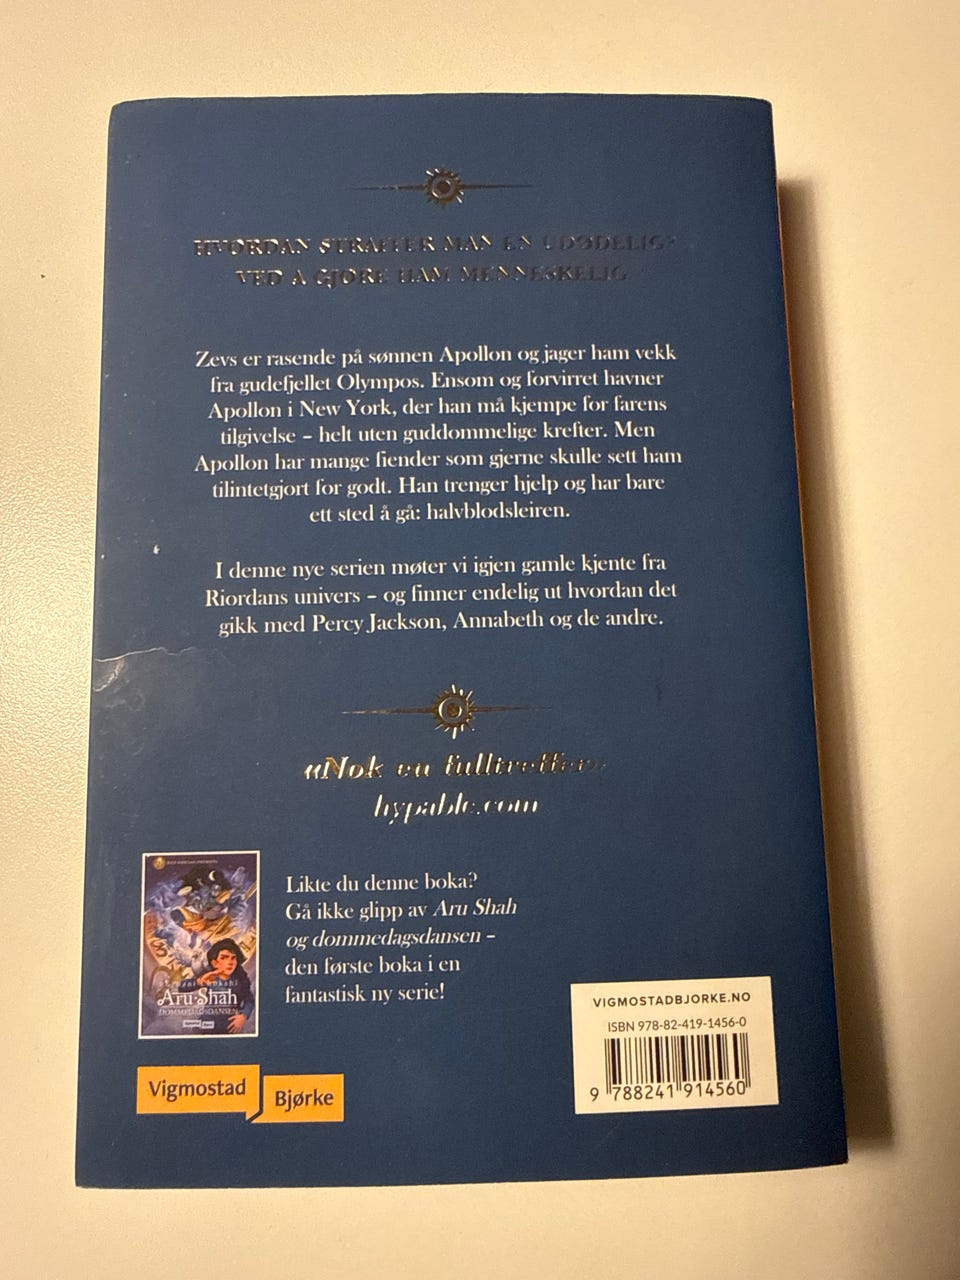 HVORDAN STRAFFER MAN EN UDØDELIG?
VED Å GJØRE HAM MENNESKELIG
Zevs er rasende på sønnen Apollon og jager ham vekk
fra gudefjellet Olympos. Ensom og forvirret havner
Apollon i New York, der han må kjempe for farens
tilgivelse – helt uten guddommelige krefter. Men
Apollon har mange fiender som gjerne skulle sett ham
tilintetgjort for godt. Han trenger hjelp og har bare
ett sted å gå: halvblodsleiren.
I denne nye serien møter vi igjen gamle kjente fra
Riordans univers – og finner endelig ut hvordan det
gikk med Percy Jackson, Annabeth og de andre.
«Nok en fulltreffer»
hypable.com
Likte du denne boka?
Gå ikke glipp av Aru Shah
og dommedagsdansen –
den første boka i en
fantastisk ny serie!
Aru Shah
DOMMEDAGSDANSEN
Vigmostad
Bjørke
VIGMOSTADBJORKE.NO
ISBN 978-82-419-1456-0
9 788241 914560